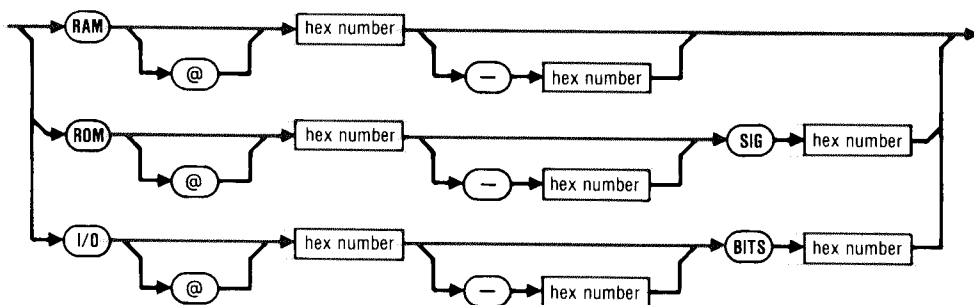 RAM @ hex number — hex number
ROM @ hex number — hex number SIG hex number
I/O @ hex number — hex number BITS hex number